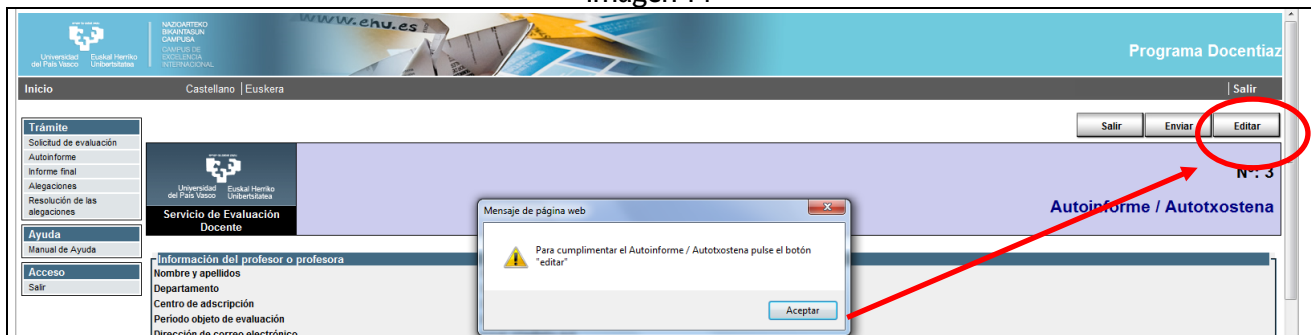 www.ehu.es
Universidad del País Vasco
Euskal Herriko Unibertsitatea
NAZIOARTEKO
BIKAINTASUN
CAMPUSA
CAMPUS DE
EXCELENCIA
INTERNACIONAL
Programa Docentiaz
Inicio
Castellano | Euskera
| Salir
Trámite
Solicitud de evaluación
Autoinforme
Informe final
Alegaciones
Resolución de las
alegaciones
Ayuda
Manual de Ayuda
Acceso
Salir
Salir
Enviar
Editar
Universidad del País Vasco
Euskal Herriko Unibertsitatea
Servicio de Evaluación
Docente
Nº: 3
Autoinforme / Autotxostena
Mensaje de página web
Para cumplimentar el Autoinforme / Autotxostena pulse el botón
"editar"
Aceptar
Información del profesor o profesora
Nombre y apellidos
Departamento
Centro de adscripción
Periodo objeto de evaluación
Dirección de correo electrónico